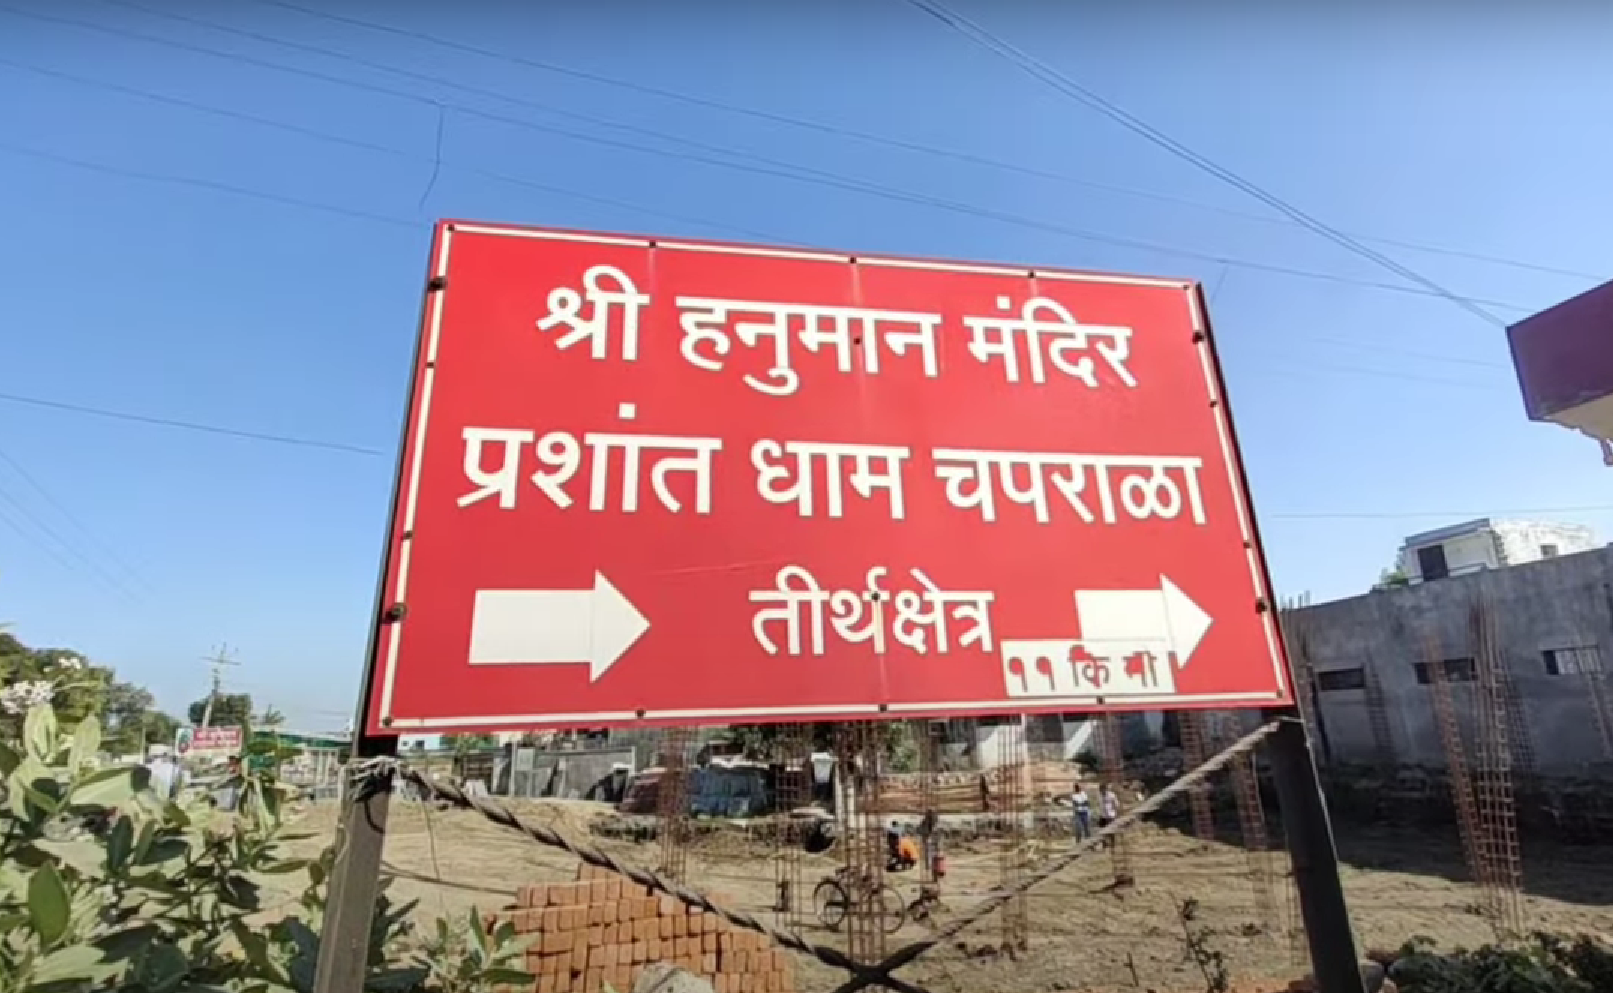 श्री हनुमान मंदिर
प्रशांत धाम चपराळा
तीर्थक्षेत्र
११ कि मी